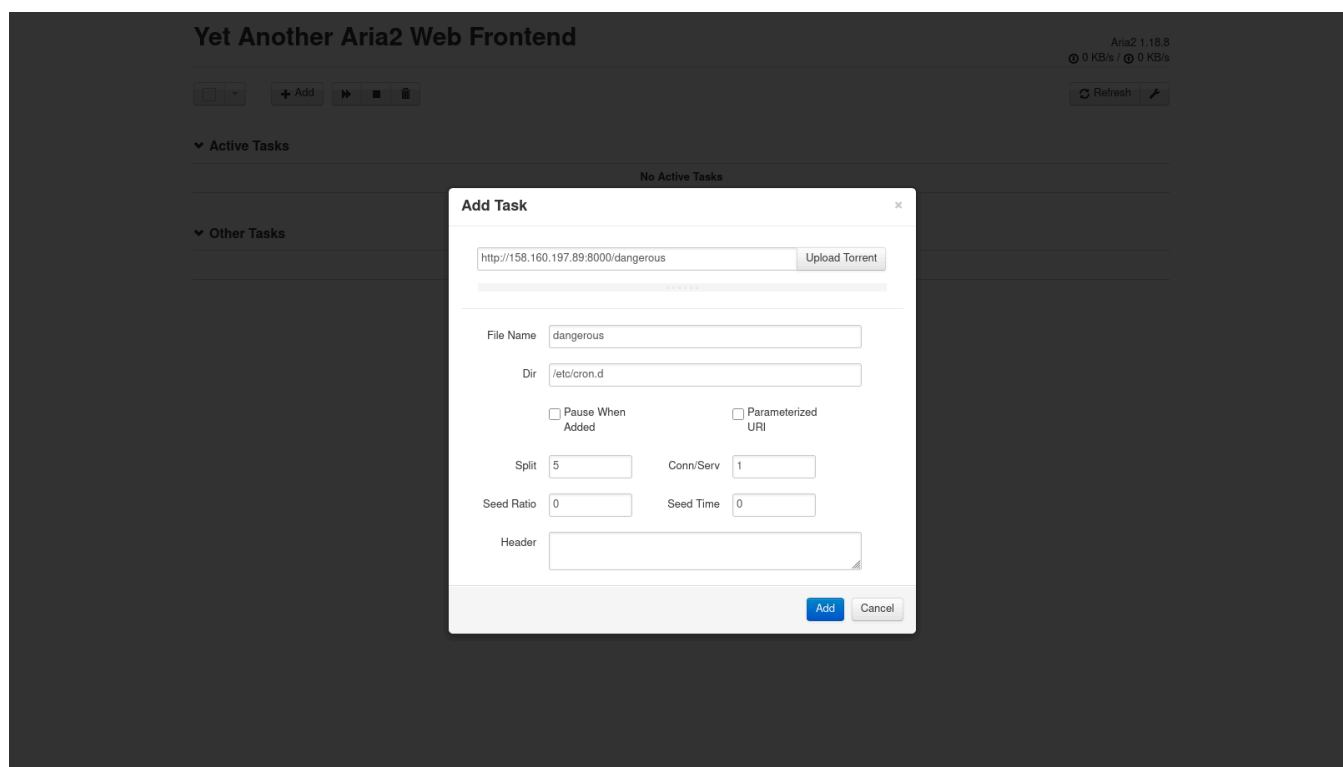 Yet Another Aria2 Web Frontend
Aria2 1.18.8
0 KB/s / 0 KB/s
Add
Refresh
Active Tasks
No Active Tasks
Add Task
×
Other Tasks
http://158.160.197.89:8000/dangerous
Upload Torrent
File Name
dangerous
Dir
/etc/cron.d
Pause When
Added
Parameterized
URI
Split
5
Conn/Serv
1
Seed Ratio
0
Seed Time
0
Header
Add
Cancel